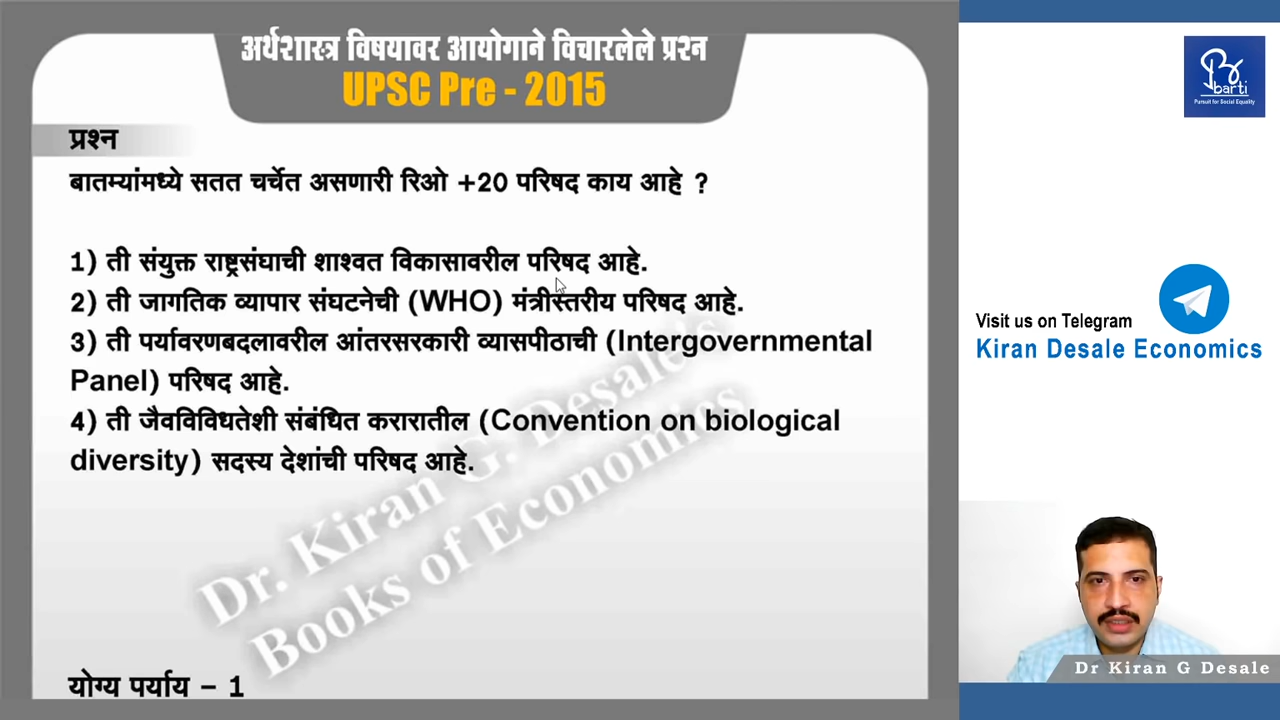 अर्थशास्त्र विषयावर आयोगाने विचारलेले प्रश्न
UPSC Pre - 2015
प्रश्न
बातम्यांमध्ये सतत चर्चेत असणारी रिओ +20 परिषद काय आहे ?
1) ती संयुक्त राष्ट्रसंघाची शाश्वत विकासावरील परिषद आहे.
2) ती जागतिक व्यापार संघटनेची (WHO) मंत्रीस्तरीय परिषद आहे.
3) ती पर्यावरणबदलावरील आंतरसरकारी व्यासपीठाची (Intergovernmental
Panel) परिषद आहे.
4) ती जैवविविधतेशी संबंधित करारातील (Convention on biological
diversity) सदस्य देशांची परिषद आहे.
योग्य पर्याय – 1
Dr. Kiran G. Desale's
Books of Economics
barti
Pursuit for Social Equality
Visit us on Telegram
Kiran Desale Economics
Dr Kiran G Desale